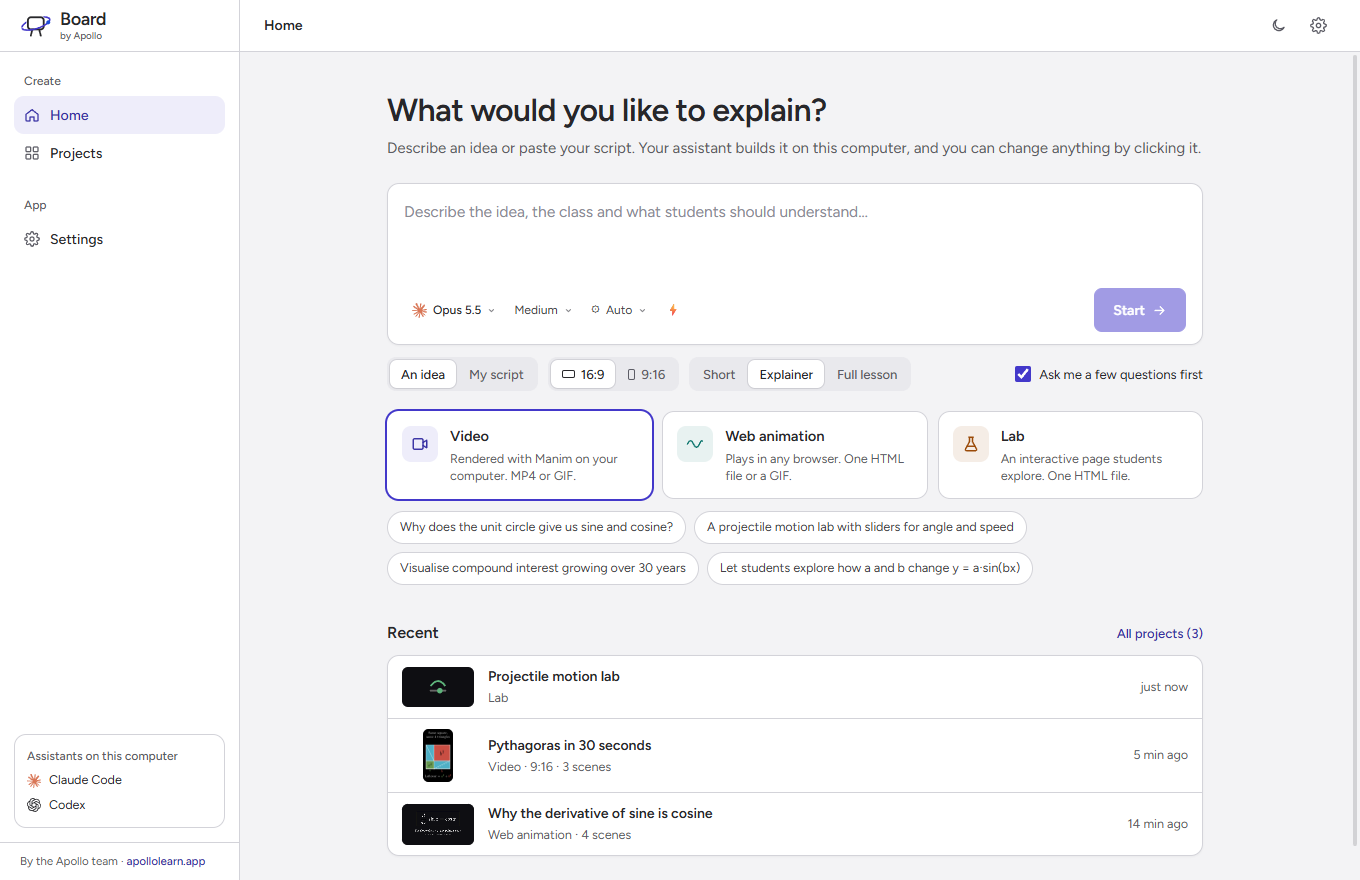 Board
by Apollo
Home
Create
Home
Projects
App
Settings
Assistants on this computer
Claude Code
Codex
By the Apollo team · apollolearn.app
What would you like to explain?
Describe an idea or paste your script. Your assistant builds it on this computer, and you can change anything by clicking it.
Describe the idea, the class and what students should understand...
Opus 5.5 Medium Auto
Start →
An idea My script 16:9 9:16 Short Explainer Full lesson Ask me a few questions first
Video
Rendered with Manim on your
computer. MP4 or GIF.
Web animation
Plays in any browser. One HTML
file or a GIF.
Lab
An interactive page students
explore. One HTML file.
Why does the unit circle give us sine and cosine?
A projectile motion lab with sliders for angle and speed
Visualise compound interest growing over 30 years
Let students explore how a and b change y = a·sin(bx)
Recent
All projects (3)
Projectile motion lab
Lab
just now
Pythagoras in 30 seconds
Video · 9:16 · 3 scenes
5 min ago
Why the derivative of sine is cosine
Web animation · 4 scenes
14 min ago